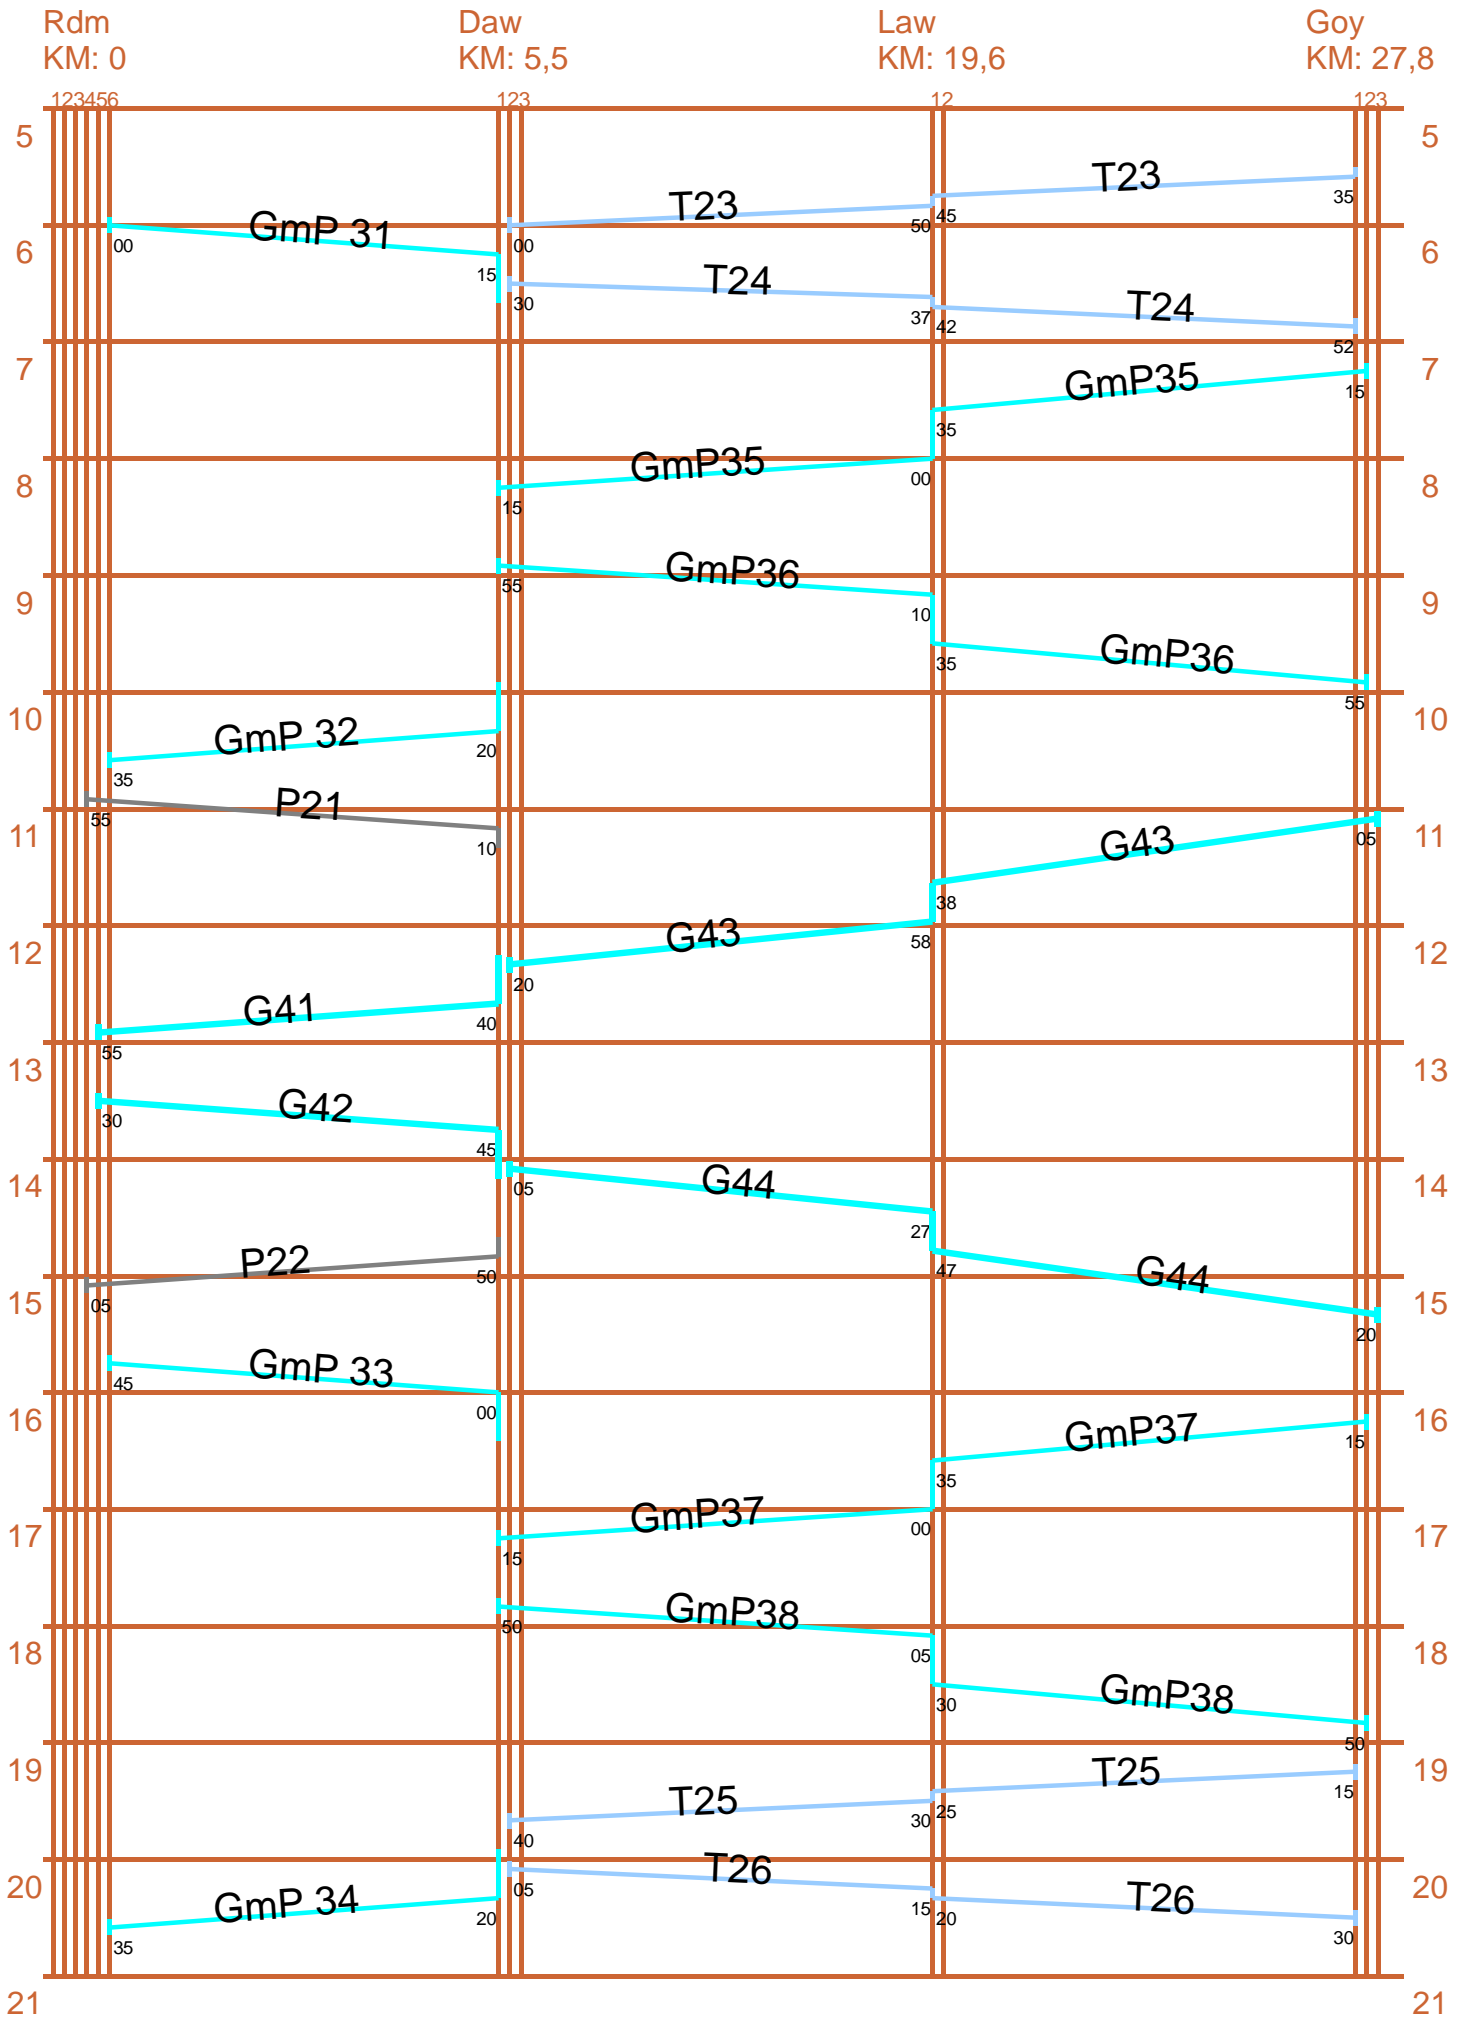 Rdm Daw Law Goy
KM: 0 KM: 5,5 KM: 19,6 KM: 27,8
123456 123 12 123
5 5
T23
T23 35
45
50
GmP 31
6 00 00 6
15
T24
30
37 42
T24
52
7 7
GmP35 15
35
GmP35
00
8 8
15
GmP36
55
9 9
10
GmP36
35
55
10 10
GmP 32
20
35
P21
55
11 05 11
10
G43
38
G43
58
12 12
20
G41
40
55
13 13
G42
30
45
14 14
G44
05
27
P22
50 47
G44
15 15
05
20
GmP 33
45
00
16 16
GmP37 15
35
GmP37
00
17 17
15
GmP38
50
18 05 18
GmP38
30
50
19 19
T25 15
T25 30 25
40
T26
20 05 20
GmP 34
20 15 20
T26
35 30
21 21